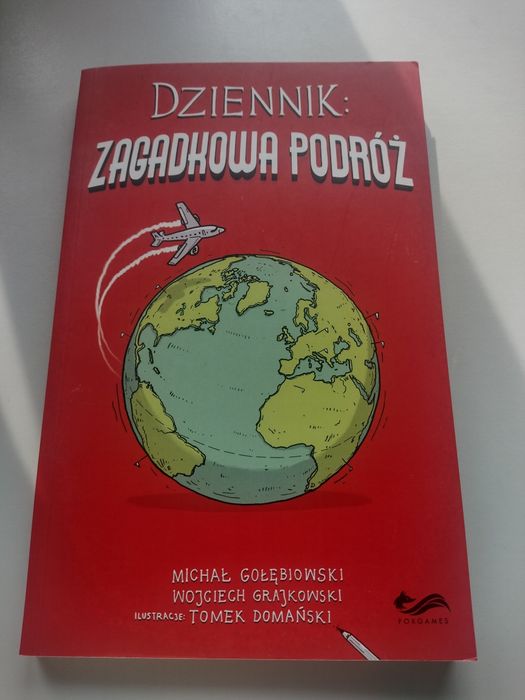 DZIENNIK:
ZAGADKOWA PODRÓŻ
MICHAŁ GOŁĘBIOWSKI
WOJCIECH GRAJKOWSKI
ILUSTRACJE: TOMEK DOMAŃSKI
FOXGAMES